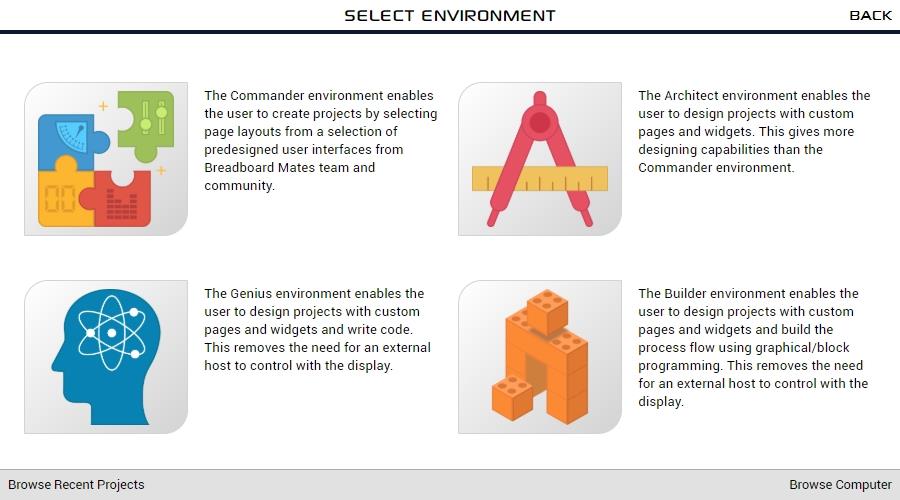 SELECT ENVIRONMENT
BACK
The Commander environment enables
the user to create projects by selecting
page layouts from a selection of
predesigned user interfaces from
Breadboard Mates team and
community.
The Architect environment enables the
user to design projects with custom
pages and widgets. This gives more
designing capabilities than the
Commander environment.
The Genius environment enables the
user to design projects with custom
pages and widgets and write code.
This removes the need for an external
host to control with the display.
The Builder environment enables the
user to design projects with custom
pages and widgets and build the
process flow using graphical/block
programming. This removes the need
for an external host to control with the
display.
Browse Recent Projects
Browse Computer